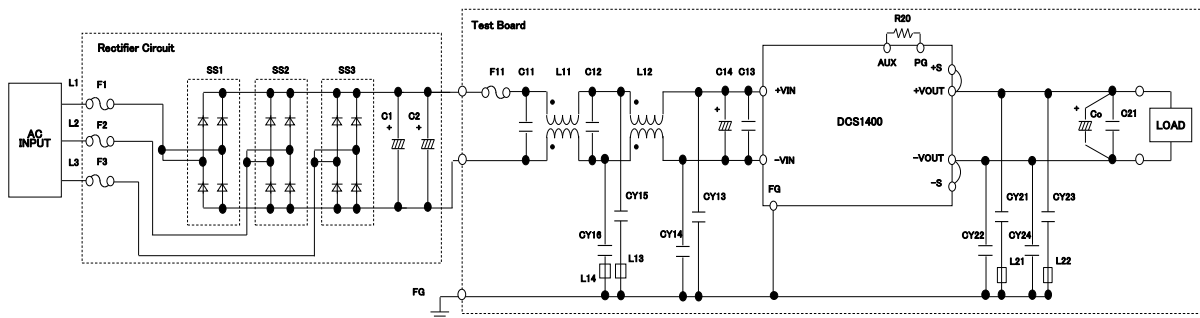 Test Board
R20
Rectifier Circuit
AUX PG
+S
SS1 SS2 SS3
F11 C11 L11 C12 L12 C14 C13
L1 F1
+VIN
+VOUT
+
C1 C2
+
+
+
Co C21
AC
INPUT
L2 F2
DCS1400
LOAD
L3 F3
-VIN
-VOUT
-S
FG
CY15 CY13 CY21 CY23
CY16 CY14 CY22 CY24
L14 L13
L21 L22
FG